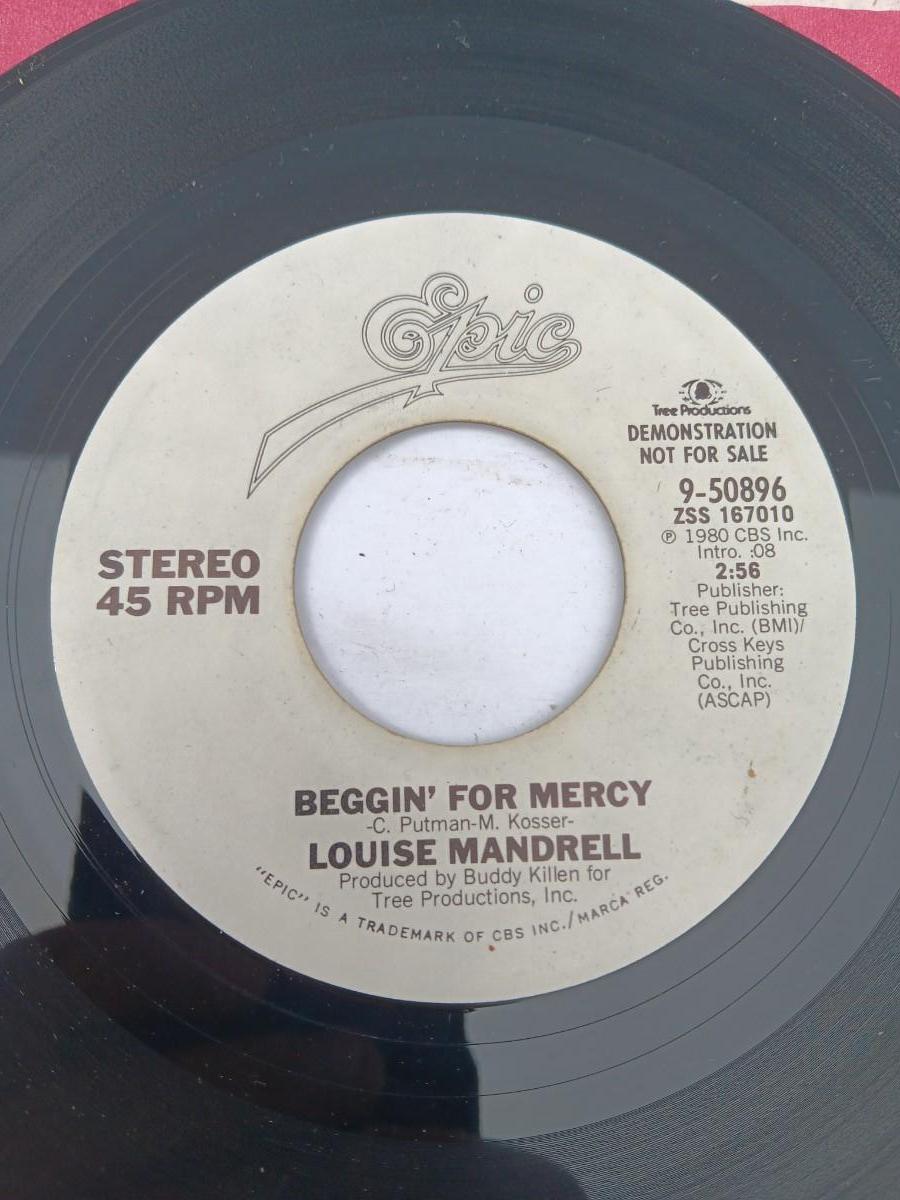 Epic
Tree Productions
DEMONSTRATION
NOT FOR SALE
9-50896
ZSS 167010
Ⓟ 1980 CBS Inc.
Intro. :08
2:56
Publisher:
Tree Publishing
Co., Inc. (BMI)/
Cross Keys
Publishing
Co., Inc.
(ASCAP)
STEREO
45 RPM
BEGGIN' FOR MERCY
-C. Putman-M. Kosser-
LOUISE MANDRELL
Produced by Buddy Killen for
Tree Productions, Inc.
"EPIC" IS A TRADEMARK OF CBS INC./MARCA REG.